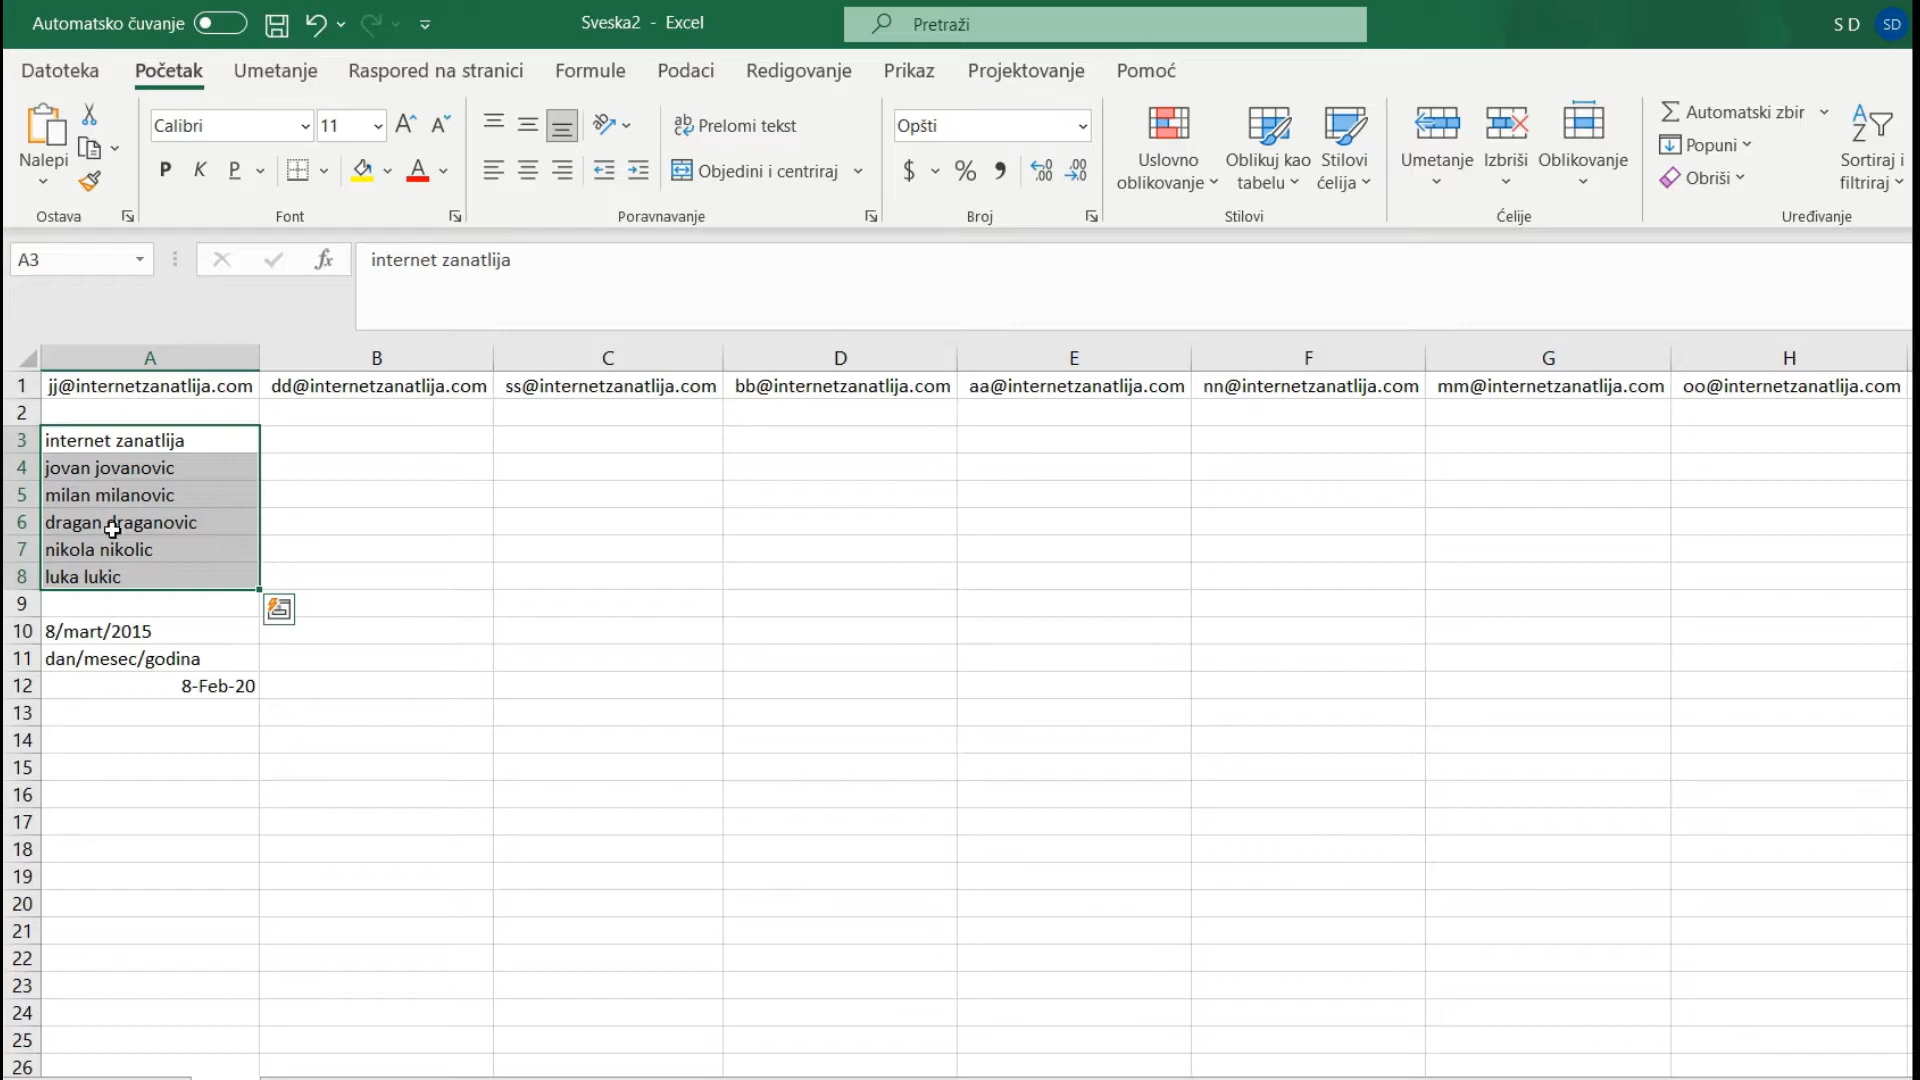 Automatsko čuvanje
Sveska2 - Excel
Pretraži
S D
SD
Datoteka Početak Umetanje Raspored na stranici Formule Podaci Redigovanje Prikaz Projektovanje Pomoć
Nalepi
Ostava
Calibri 11
P K P
A
Font
Prelomi tekst
Objedini i centriraj
Poravnavanje
Opšti
$ %
Broj
Uslovno oblikovanje
Oblikuj kao tabelu
Stilovi ćelija
Stilovi
Umetanje Izbriši Oblikovanje
Ćelije
Automatski zbir
Popuni
Obriši
Sortiraj i filtriraj
Uređivanje
A3
fx
internet zanatlija
A B C D E F G H
1 jj@internetzanatlija.com dd@internetzanatlija.com ss@internetzanatlija.com bb@internetzanatlija.com aa@internetzanatlija.com nn@internetzanatlija.com mm@internetzanatlija.com oo@internetzanatlija.com
2
3 internet zanatlija
4 jovan jovanovic
5 milan milanovic
6 dragan draganovic
7 nikola nikolic
8 luka lukic
9
10 8/mart/2015
11 dan/mesec/godina
12 8-Feb-20
13
14
15
16
17
18
19
20
21
22
23
24
25
26